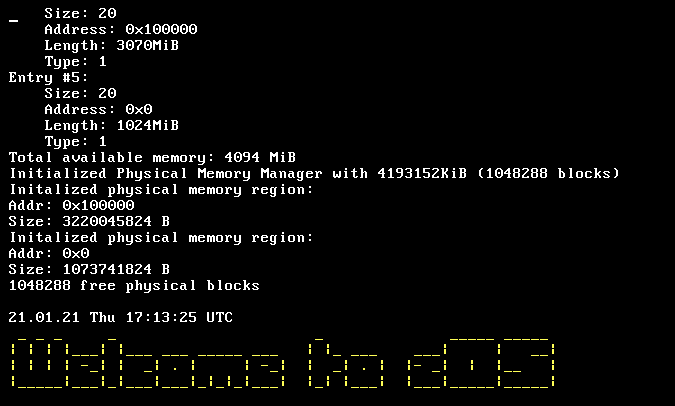 Size: 20
Address: 0x100000
Length: 3070MiB
Type: 1
Entry #5:
Size: 20
Address: 0x0
Length: 1024MiB
Type: 1
Total available memory: 4094 MiB
Initialized Physical Memory Manager with 4193152KiB (1048288 blocks)
Initalized physical memory region:
Addr: 0x100000
Size: 3220045824 B
Initalized physical memory region:
Addr: 0x0
Size: 1073741824 B
1048288 free physical blocks
21.01.21 Thu 17:13:25 UTC
Welcome to eOS